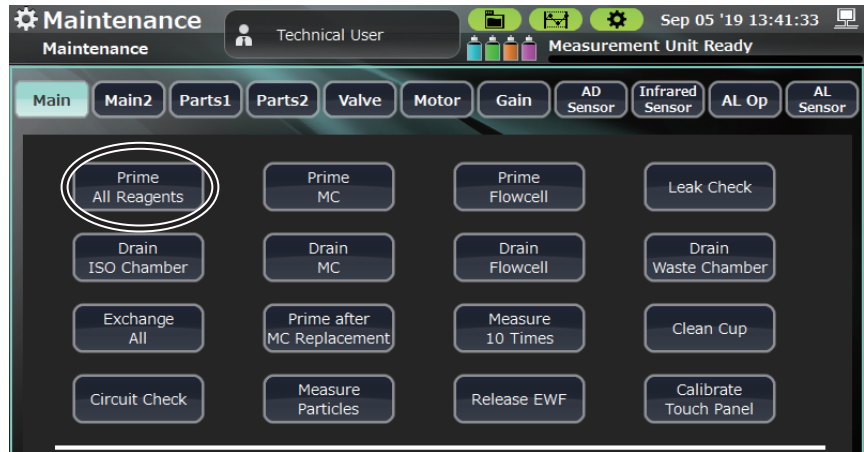 Maintenance
Technical User
Sep 05 '19 13:41:33
Maintenance
Measurement Unit Ready
Main
Main2
Parts1
Parts2
Valve
Motor
Gain
AD
Sensor
Infrared
Sensor
AL Op
AL
Sensor
Prime
All Reagents
Prime
MC
Prime
Flowcell
Leak Check
Drain
ISO Chamber
Drain
MC
Drain
Flowcell
Drain
Waste Chamber
Exchange
All
Prime after
MC Replacement
Measure
10 Times
Clean Cup
Circuit Check
Measure
Particles
Release EWF
Calibrate
Touch Panel